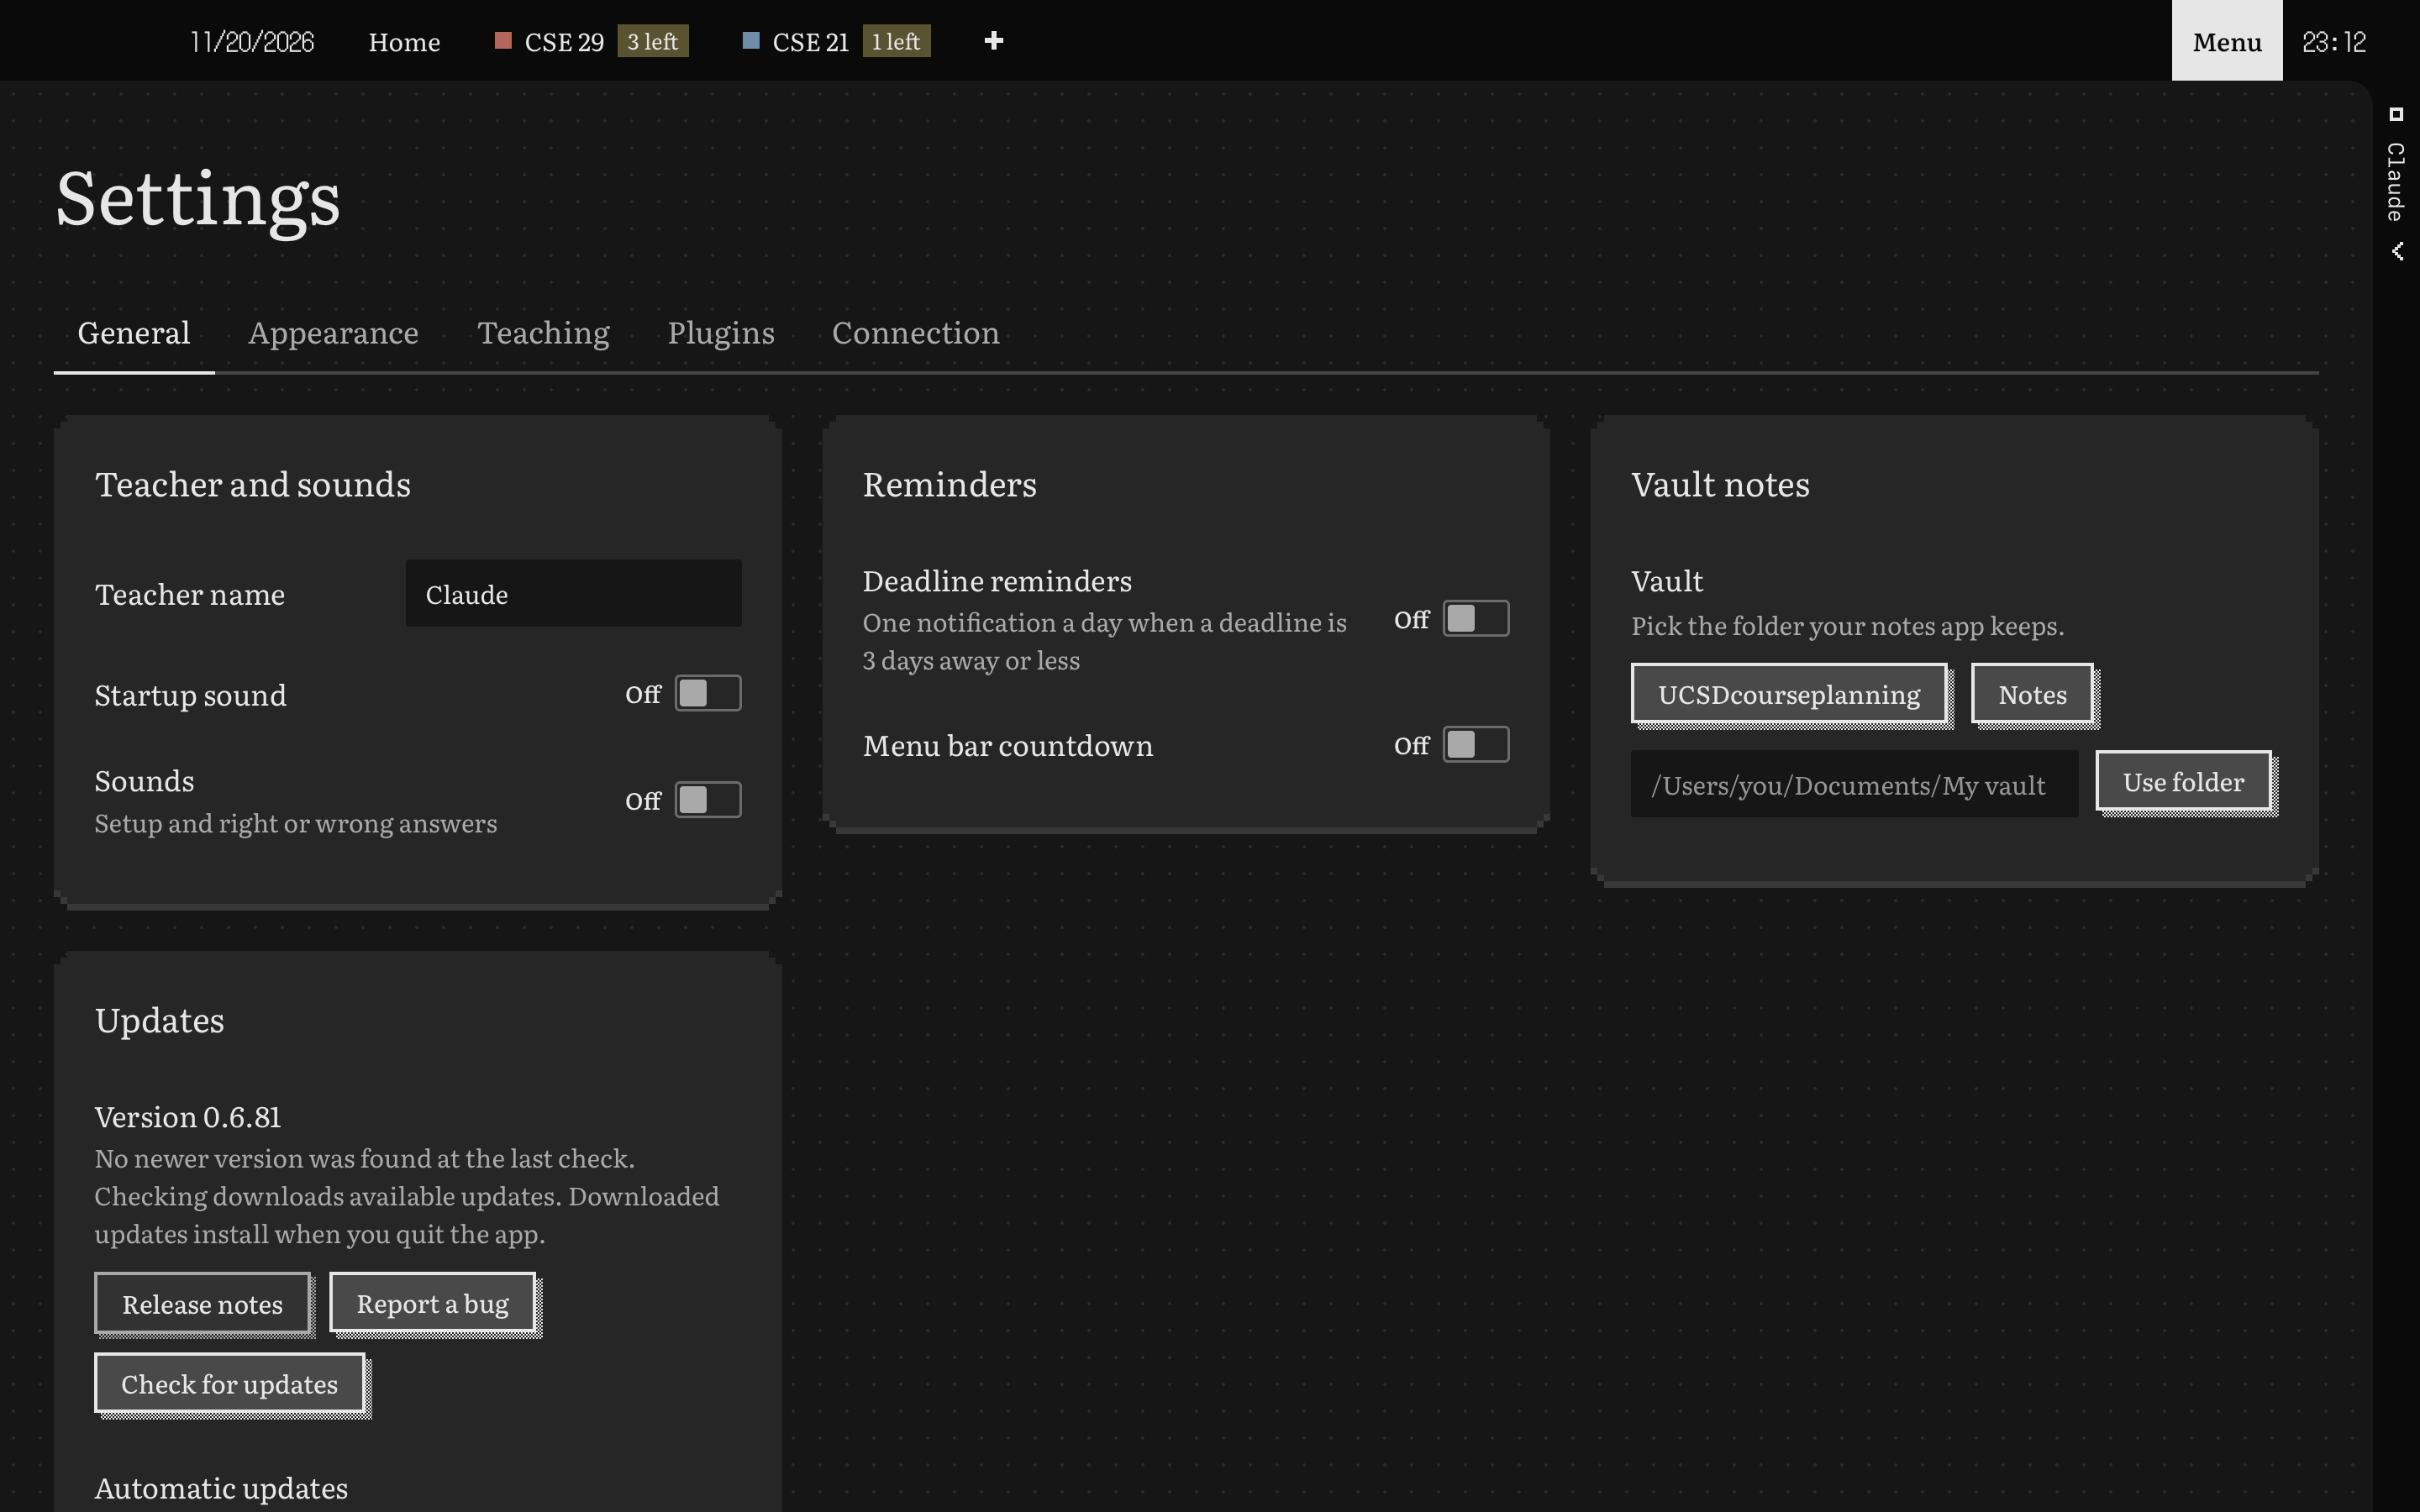 11/20/2026 Home CSE 29 3 left CSE 21 1 left Menu 23:12
Claude
Settings
General Appearance Teaching Plugins Connection
Teacher and sounds
Teacher name Claude
Startup sound Off
Sounds
Setup and right or wrong answers
Off
Reminders
Deadline reminders
One notification a day when a deadline is
3 days away or less
Off
Menu bar countdown Off
Vault notes
Vault
Pick the folder your notes app keeps.
UCSDcourseplanning Notes
/Users/you/Documents/My vault Use folder
Updates
Version 0.6.81
No newer version was found at the last check.
Checking downloads available updates. Downloaded
updates install when you quit the app.
Release notes Report a bug
Check for updates
Automatic updates